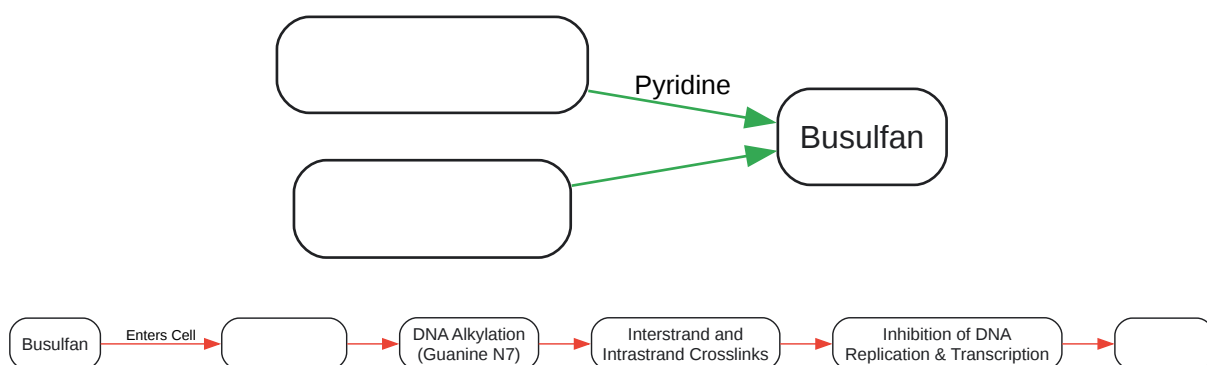 Pyridine
Busulfan
Busulfan
Enters Cell
DNA Alkylation
(Guanine N7)
Interstrand and
Intrastrand Crosslinks
Inhibition of DNA
Replication & Transcription